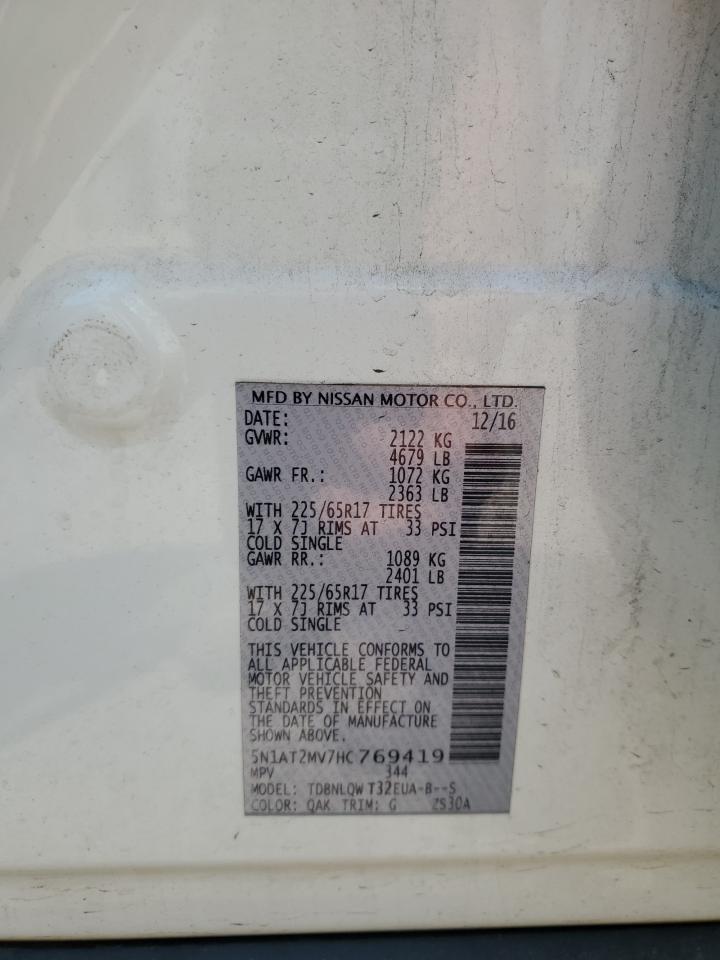 MFD BY NISSAN MOTOR CO., LTD.
DATE: 12/16
GVWR: 2122 KG
4679 LB
GAWR FR.: 1072 KG
2363 LB
WITH 225/65R17 TIRES
17 X 7J RIMS AT 33 PSI
COLD SINGLE
GAWR RR.: 1089 KG
2401 LB
WITH 225/65R17 TIRES
17 X 7J RIMS AT 33 PSI
COLD SINGLE
THIS VEHICLE CONFORMS TO
ALL APPLICABLE FEDERAL
MOTOR VEHICLE SAFETY AND
THEFT PREVENTION
STANDARDS IN EFFECT ON
THE DATE OF MANUFACTURE
SHOWN ABOVE.
5N1AT2MV7HC769419
MPV 344
MODEL: TDBNLQW T32EUA-B--S
COLOR: QAK TRIM: G 2S30A